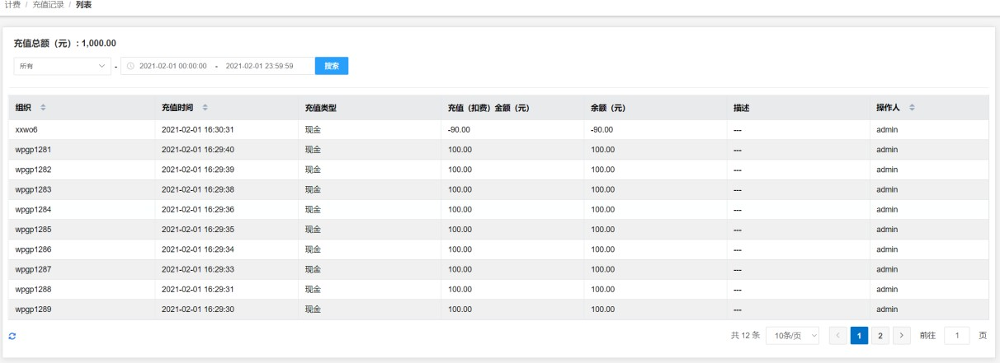 计费 / 充值记录 / 列表
充值总额（元）: 1,000.00
所有 - 2021-02-01 00:00:00 - 2021-02-01 23:59:59 搜索
组织 充值时间 充值类型 充值（扣费）金额（元） 余额（元） 描述 操作人
xxwo6 2021-02-01 16:30:31 现金 -90.00 -90.00 --- admin
wpgp1281 2021-02-01 16:29:40 现金 100.00 100.00 --- admin
wpgp1282 2021-02-01 16:29:39 现金 100.00 100.00 --- admin
wpgp1283 2021-02-01 16:29:38 现金 100.00 100.00 --- admin
wpgp1284 2021-02-01 16:29:36 现金 100.00 100.00 --- admin
wpgp1285 2021-02-01 16:29:35 现金 100.00 100.00 --- admin
wpgp1286 2021-02-01 16:29:34 现金 100.00 100.00 --- admin
wpgp1287 2021-02-01 16:29:33 现金 100.00 100.00 --- admin
wpgp1288 2021-02-01 16:29:31 现金 100.00 100.00 --- admin
wpgp1289 2021-02-01 16:29:30 现金 100.00 100.00 --- admin
共 12 条 10条/页 < 1 2 > 前往 1 页